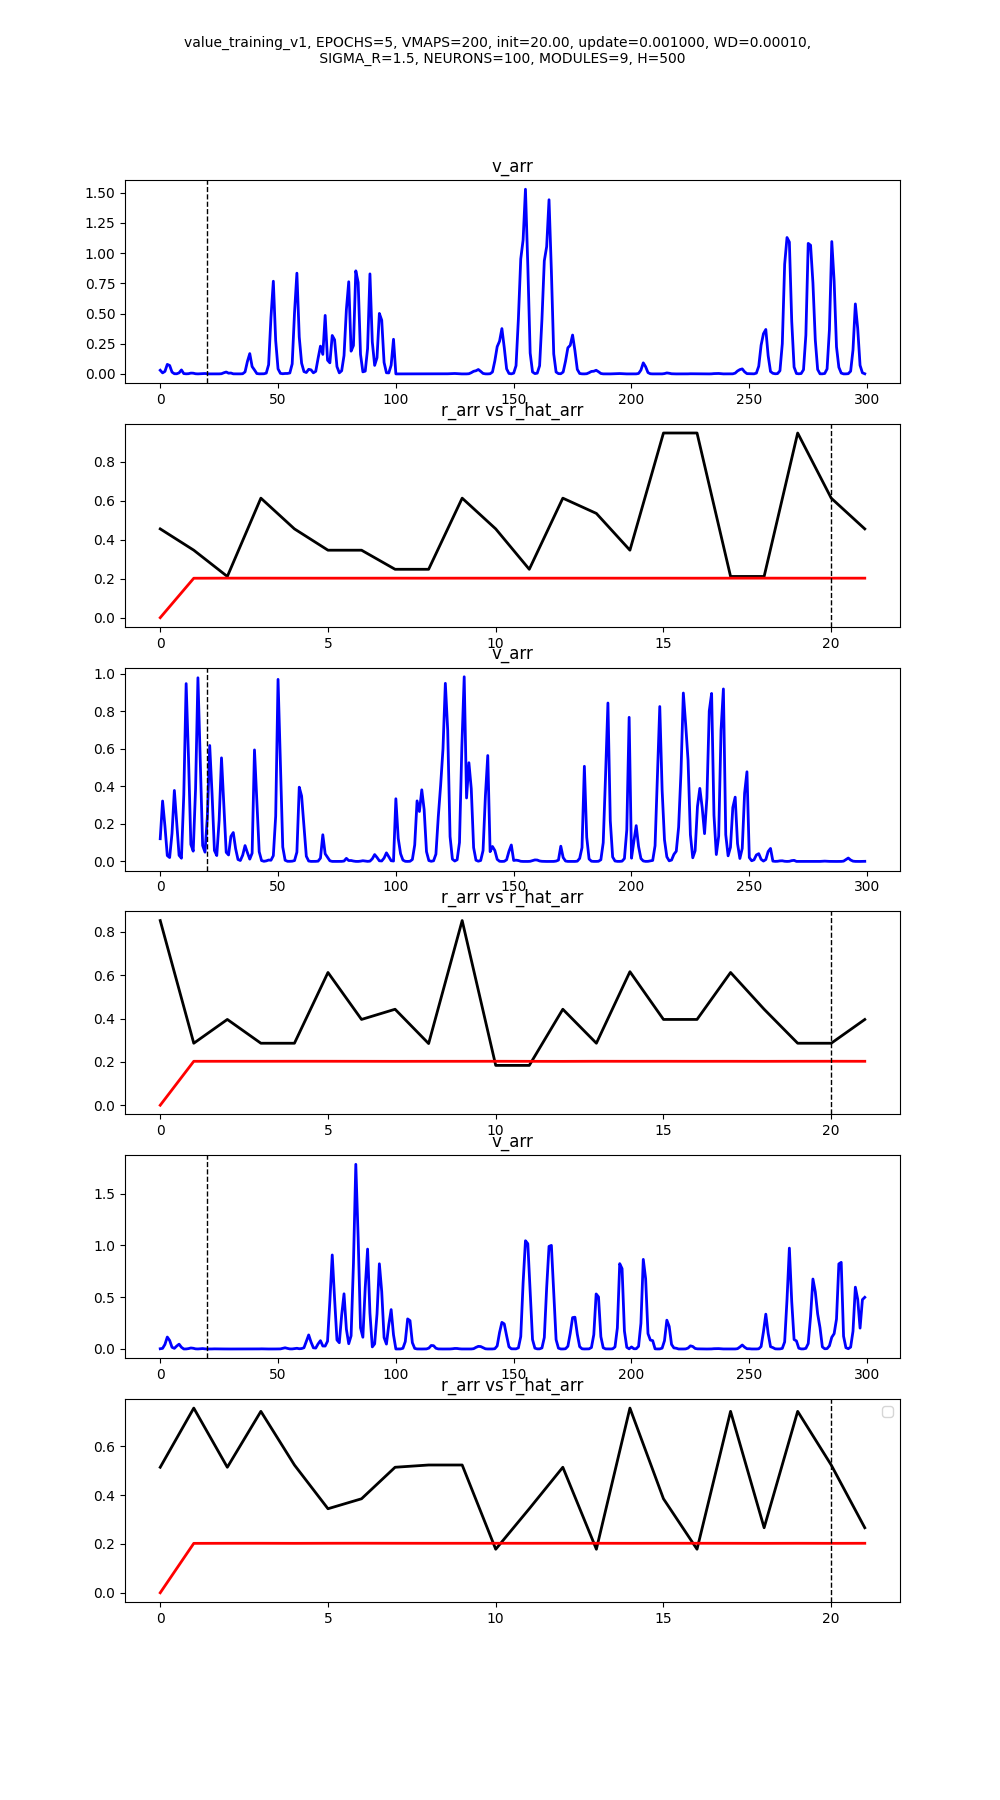 value_training_v1, EPOCHS=5, VMAPS=200, init=20.00, update=0.001000, WD=0.00010,
SIGMA_R=1.5, NEURONS=100, MODULES=9, H=500
v_arr
1.50
1.25
1.00
0.75
0.50
0.25
0.00
0 50 100 150 200 250 300
r_arr vs r_hat_arr
0.8
0.6
0.4
0.2
0.0
0 5 10 15 20
v_arr
1.0
0.8
0.6
0.4
0.2
0.0
0 50 100 150 200 250 300
r_arr vs r_hat_arr
0.8
0.6
0.4
0.2
0.0
0 5 10 15 20
v_arr
1.5
1.0
0.5
0.0
0 50 100 150 200 250 300
r_arr vs r_hat_arr
0.6
0.4
0.2
0.0
0 5 10 15 20